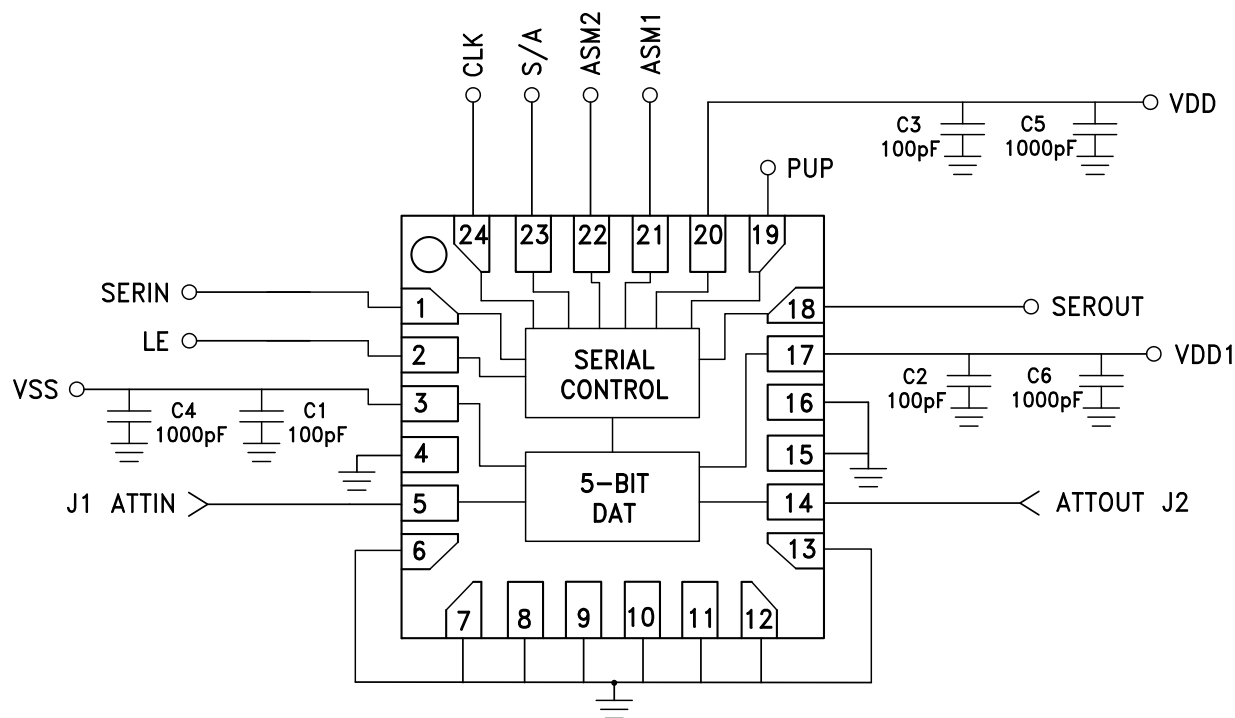 CLK
S/A
ASM2
ASM1
VDD
C3
100pF
C5
1000pF
PUP
24
23
22
21
20
19
SERIN
1
18
SEROUT
LE
2
17
VDD1
SERIAL
CONTROL
VSS
3
16
C4
1000pF
C1
100pF
C2
100pF
C6
1000pF
4
15
5-BIT
DAT
J1 ATTIN
5
14
ATTOUT J2
6
13
7
8
9
10
11
12